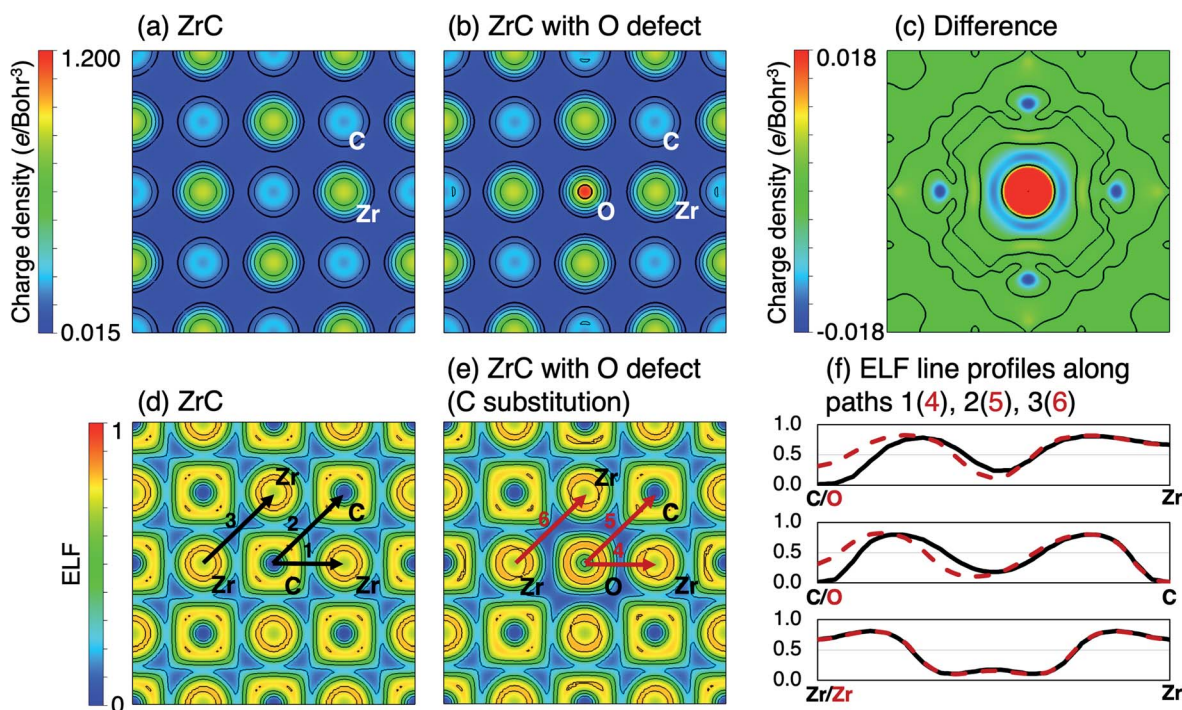 (a) ZrC
(b) ZrC with O defect
(c) Difference
Charge density (e/Bohr³)
1.200
0.015
C
Zr
C
O
Zr
Charge density (e/Bohr³)
0.018
-0.018
(d) ZrC
(e) ZrC with O defect
(C substitution)
(f) ELF line profiles along
paths 1(4), 2(5), 3(6)
ELF
1
0
Zr
3
2
C
1
Zr
C
Zr
Zr
6
5
C
4
Zr
O
Zr
1.0
0.5
0.0
C/O
Zr
1.0
0.5
0.0
C/O
C
1.0
0.5
0.0
Zr/Zr
Zr